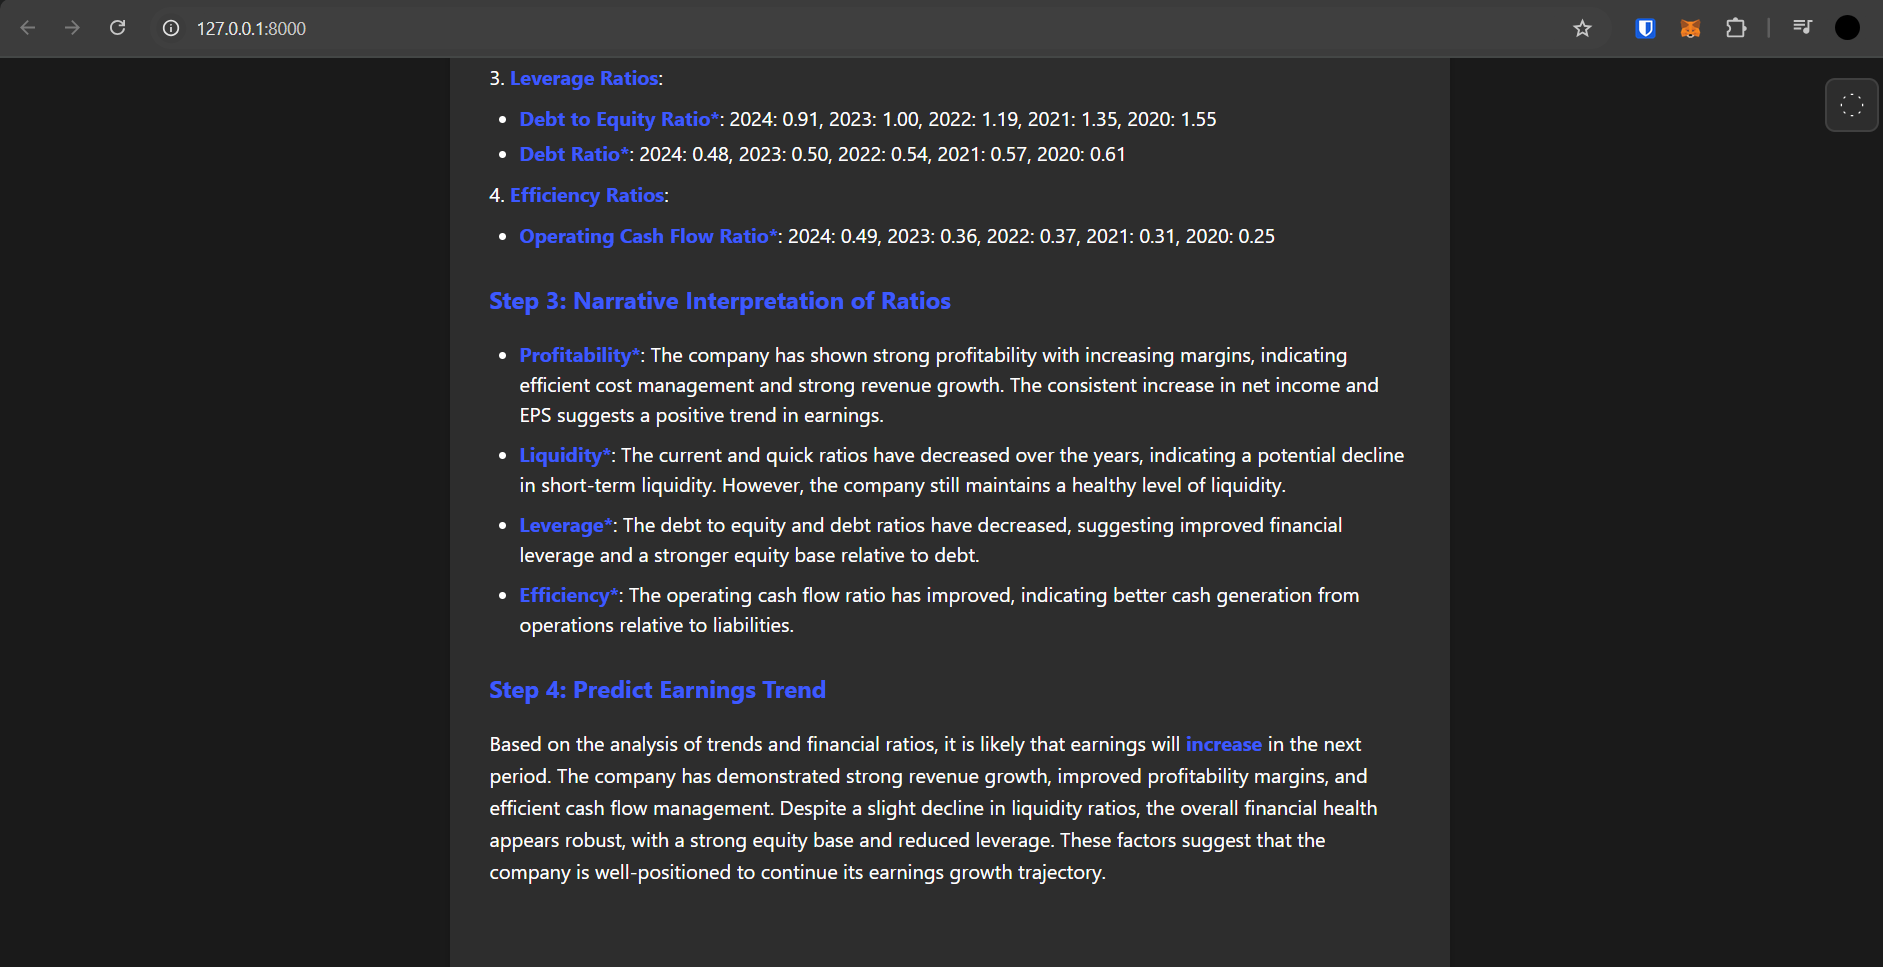 127.0.0.1:8000
3. Leverage Ratios:
• Debt to Equity Ratio*: 2024: 0.91, 2023: 1.00, 2022: 1.19, 2021: 1.35, 2020: 1.55
• Debt Ratio*: 2024: 0.48, 2023: 0.50, 2022: 0.54, 2021: 0.57, 2020: 0.61
4. Efficiency Ratios:
• Operating Cash Flow Ratio*: 2024: 0.49, 2023: 0.36, 2022: 0.37, 2021: 0.31, 2020: 0.25
Step 3: Narrative Interpretation of Ratios
• Profitability*: The company has shown strong profitability with increasing margins, indicating
efficient cost management and strong revenue growth. The consistent increase in net income and
EPS suggests a positive trend in earnings.
• Liquidity*: The current and quick ratios have decreased over the years, indicating a potential decline
in short-term liquidity. However, the company still maintains a healthy level of liquidity.
• Leverage*: The debt to equity and debt ratios have decreased, suggesting improved financial
leverage and a stronger equity base relative to debt.
• Efficiency*: The operating cash flow ratio has improved, indicating better cash generation from
operations relative to liabilities.
Step 4: Predict Earnings Trend
Based on the analysis of trends and financial ratios, it is likely that earnings will increase in the next
period. The company has demonstrated strong revenue growth, improved profitability margins, and
efficient cash flow management. Despite a slight decline in liquidity ratios, the overall financial health
appears robust, with a strong equity base and reduced leverage. These factors suggest that the
company is well-positioned to continue its earnings growth trajectory.